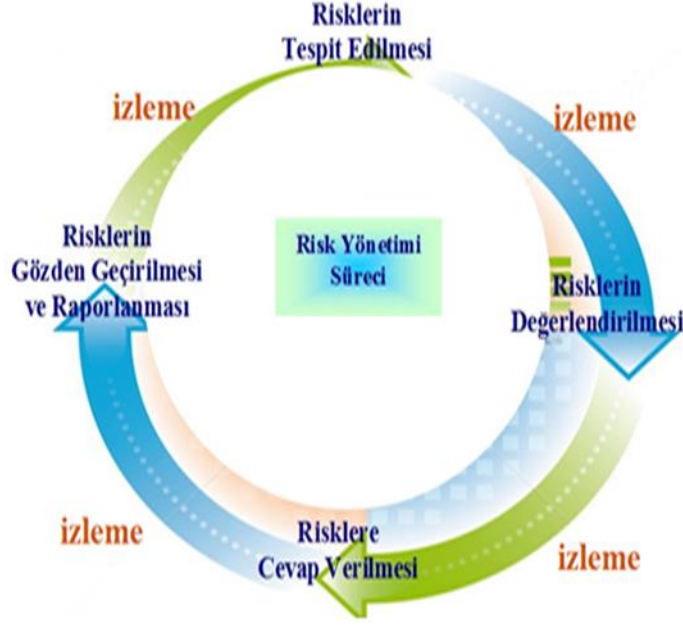 Risklerin
Tespit Edilmesi
izleme
izleme
Risklerin
Gözden Geçirilmesi
ve Raporlanması
Risk Yönetimi
Süreci
Risklerin
Değerlendirilmesi
izleme
Risklere
Cevap Verilmesi
izleme